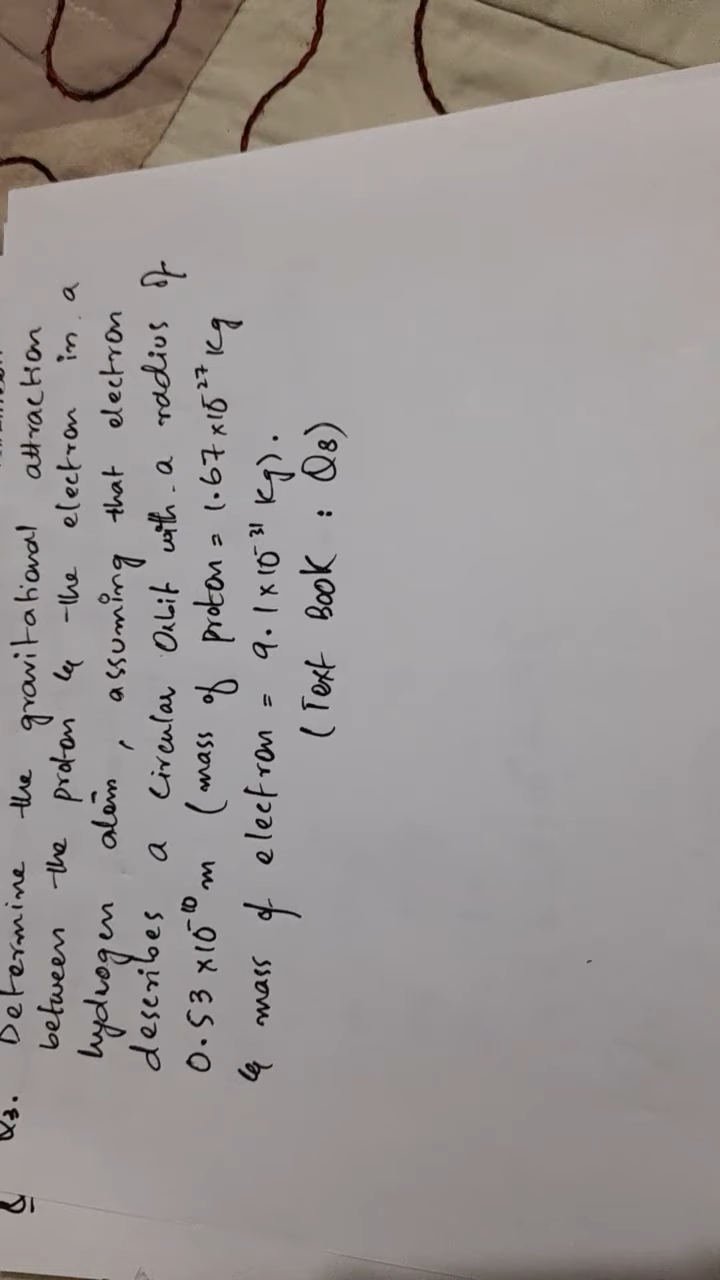 Q3. Determine the gravitational attraction
between the proton & the electron in a
hydrogen atom, assuming that electron
describes a circular orbit with a radius of
0.53 × 10⁻¹⁰ m (mass of proton = 1.67 × 10⁻²⁷ Kg
& mass of electron = 9.1 × 10⁻³¹ Kg).
(Text Book : Q8)